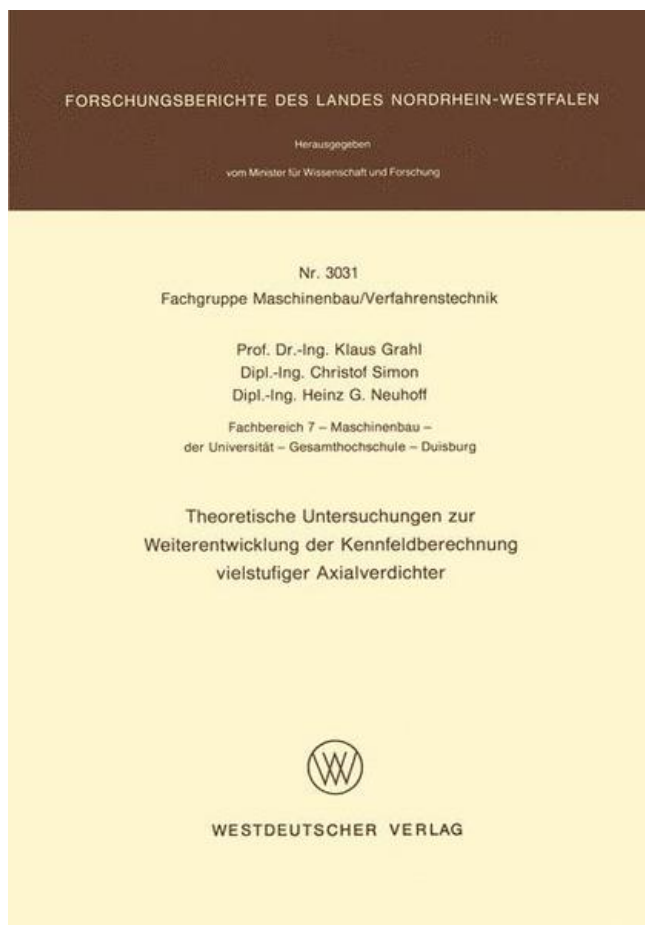 FORSCHUNGSBERICHTE DES LANDES NORDRHEIN-WESTFALEN
Herausgegeben
vom Minister für Wissenschaft und Forschung
Nr. 3031
Fachgruppe Maschinenbau/Verfahrenstechnik
Prof. Dr.-Ing. Klaus Grahl
Dipl.-Ing. Christof Simon
Dipl.-Ing. Heinz G. Neuhoff
Fachbereich 7 – Maschinenbau –
der Universität – Gesamthochschule – Duisburg
Theoretische Untersuchungen zur
Weiterentwicklung der Kennfeldberechnung
vielstufiger Axialverdichter
WESTDEUTSCHER VERLAG